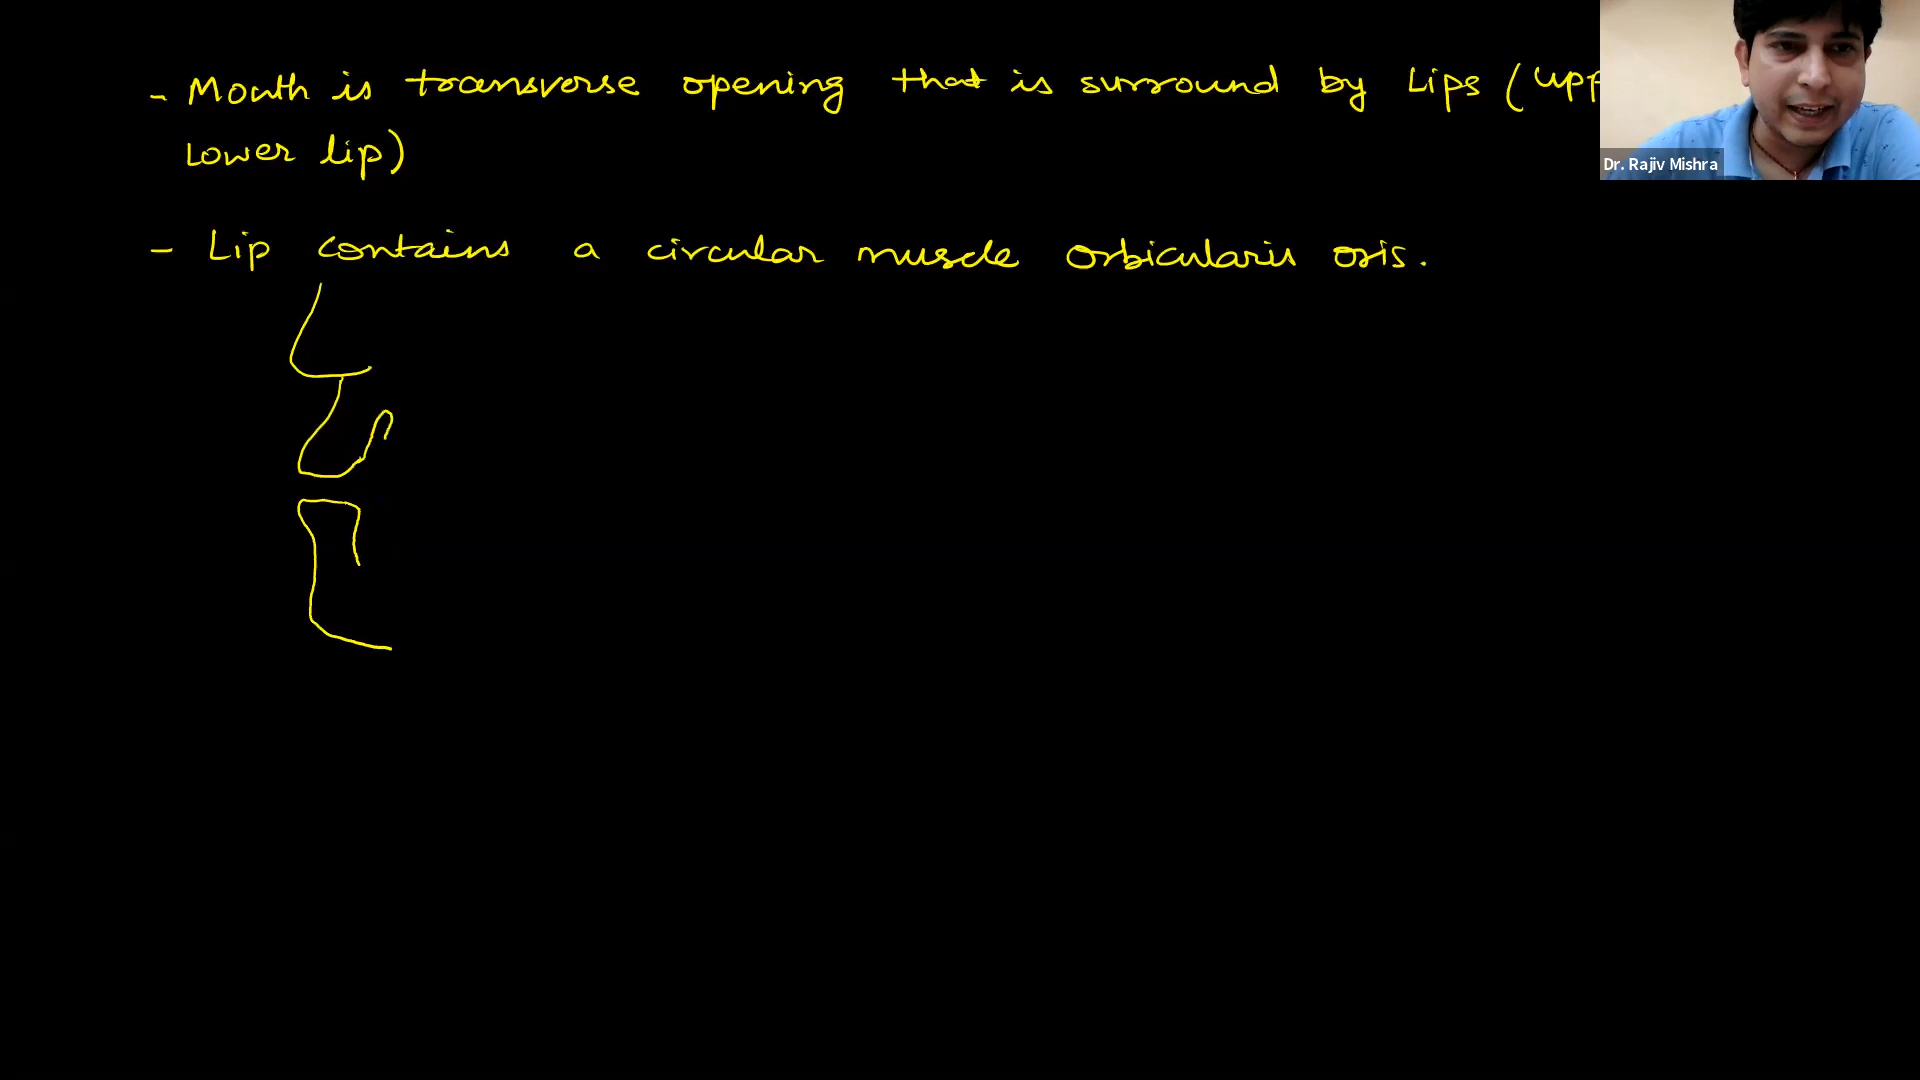 - Mouth is transverse opening that is surround by Lips (upp
Lower lip)
Dr. Rajiv Mishra
- Lip contains a circular muscle orbicularis oris.